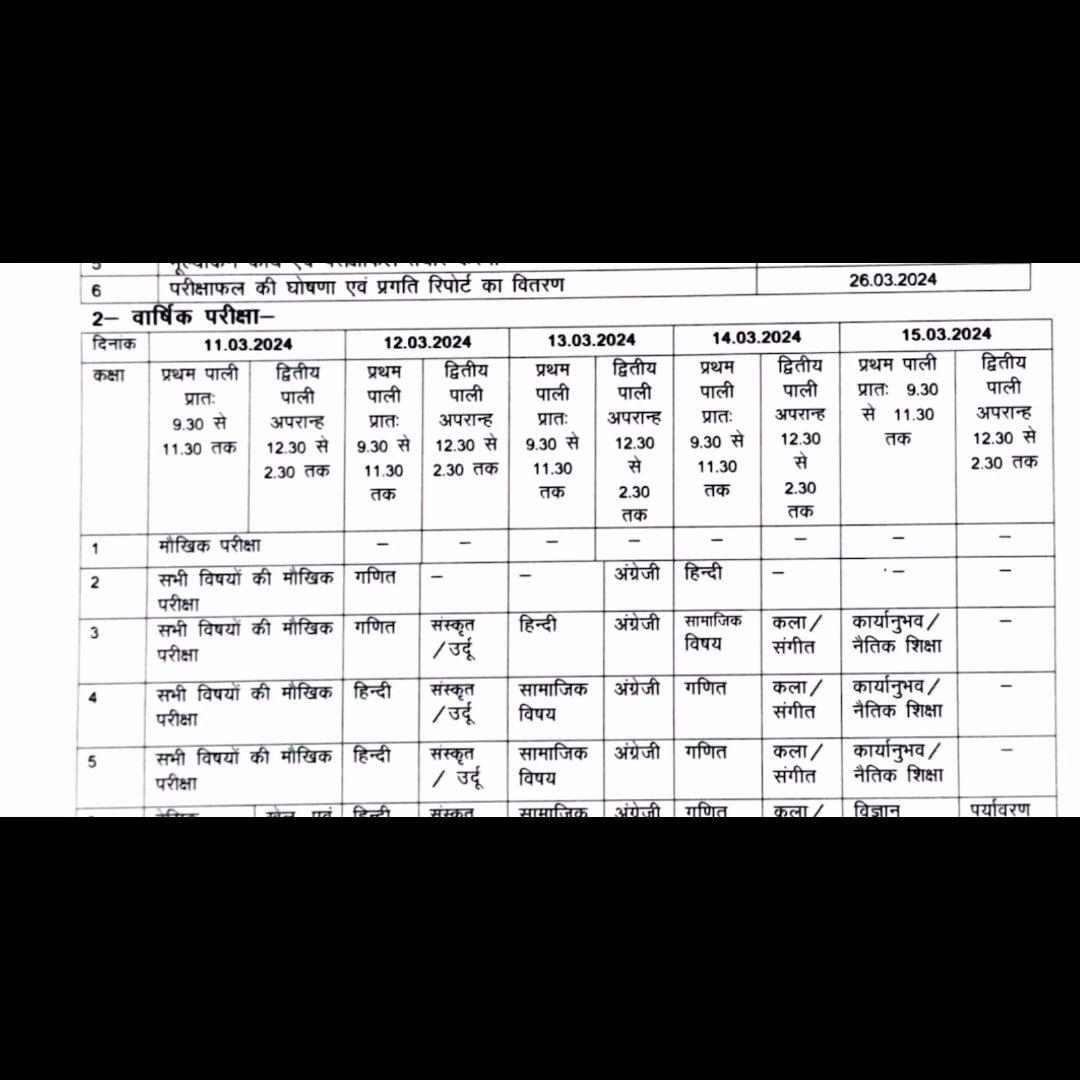 6 परीक्षाफल की घोषणा एवं प्रगति रिपोर्ट का वितरण 26.03.2024
2– वार्षिक परीक्षा–
दिनांक 11.03.2024 12.03.2024 13.03.2024 14.03.2024 15.03.2024
कक्षा प्रथम पाली द्वितीय प्रथम द्वितीय प्रथम द्वितीय प्रथम द्वितीय प्रथम पाली द्वितीय
प्रातः पाली पाली पाली पाली पाली पाली पाली प्रातः 9.30 पाली
9.30 से अपरान्ह प्रातः अपरान्ह प्रातः अपरान्ह प्रातः अपरान्ह से 11.30 अपरान्ह
11.30 तक 12.30 से 9.30 से 12.30 से 9.30 से 12.30 9.30 से 12.30 तक 12.30 से
2.30 तक 11.30 2.30 तक 11.30 से 11.30 से 2.30 तक
तक तक 2.30 तक 2.30
तक तक
1 मौखिक परीक्षा – – – – – – – –
2 सभी विषयों की मौखिक गणित – – अंग्रेजी हिन्दी – – –
परीक्षा
3 सभी विषयों की मौखिक गणित संस्कृत हिन्दी अंग्रेजी सामाजिक कला/ कार्यानुभव/ –
परीक्षा /उर्दू विषय संगीत नैतिक शिक्षा
4 सभी विषयों की मौखिक हिन्दी संस्कृत सामाजिक अंग्रेजी गणित कला/ कार्यानुभव/ –
परीक्षा /उर्दू विषय संगीत नैतिक शिक्षा
5 सभी विषयों की मौखिक हिन्दी संस्कृत सामाजिक अंग्रेजी गणित कला/ कार्यानुभव/ –
परीक्षा / उर्दू विषय संगीत नैतिक शिक्षा
हिन्दी संस्कृत सामाजिक अंग्रेजी गणित कला/ विज्ञान पर्यावरण